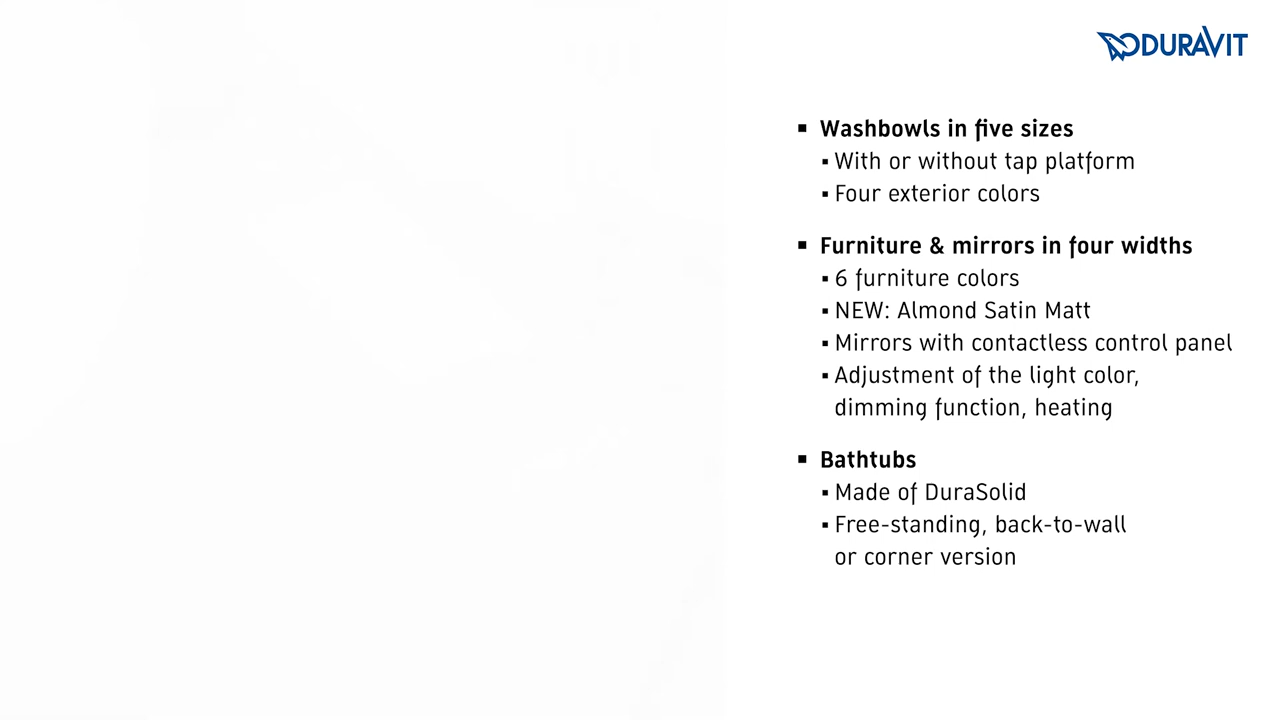 DURAVIT
▪ Washbowls in five sizes
▪ With or without tap platform
▪ Four exterior colors
▪ Furniture & mirrors in four widths
▪ 6 furniture colors
▪ NEW: Almond Satin Matt
▪ Mirrors with contactless control panel
▪ Adjustment of the light color,
dimming function, heating
▪ Bathtubs
▪ Made of DuraSolid
▪ Free-standing, back-to-wall
or corner version